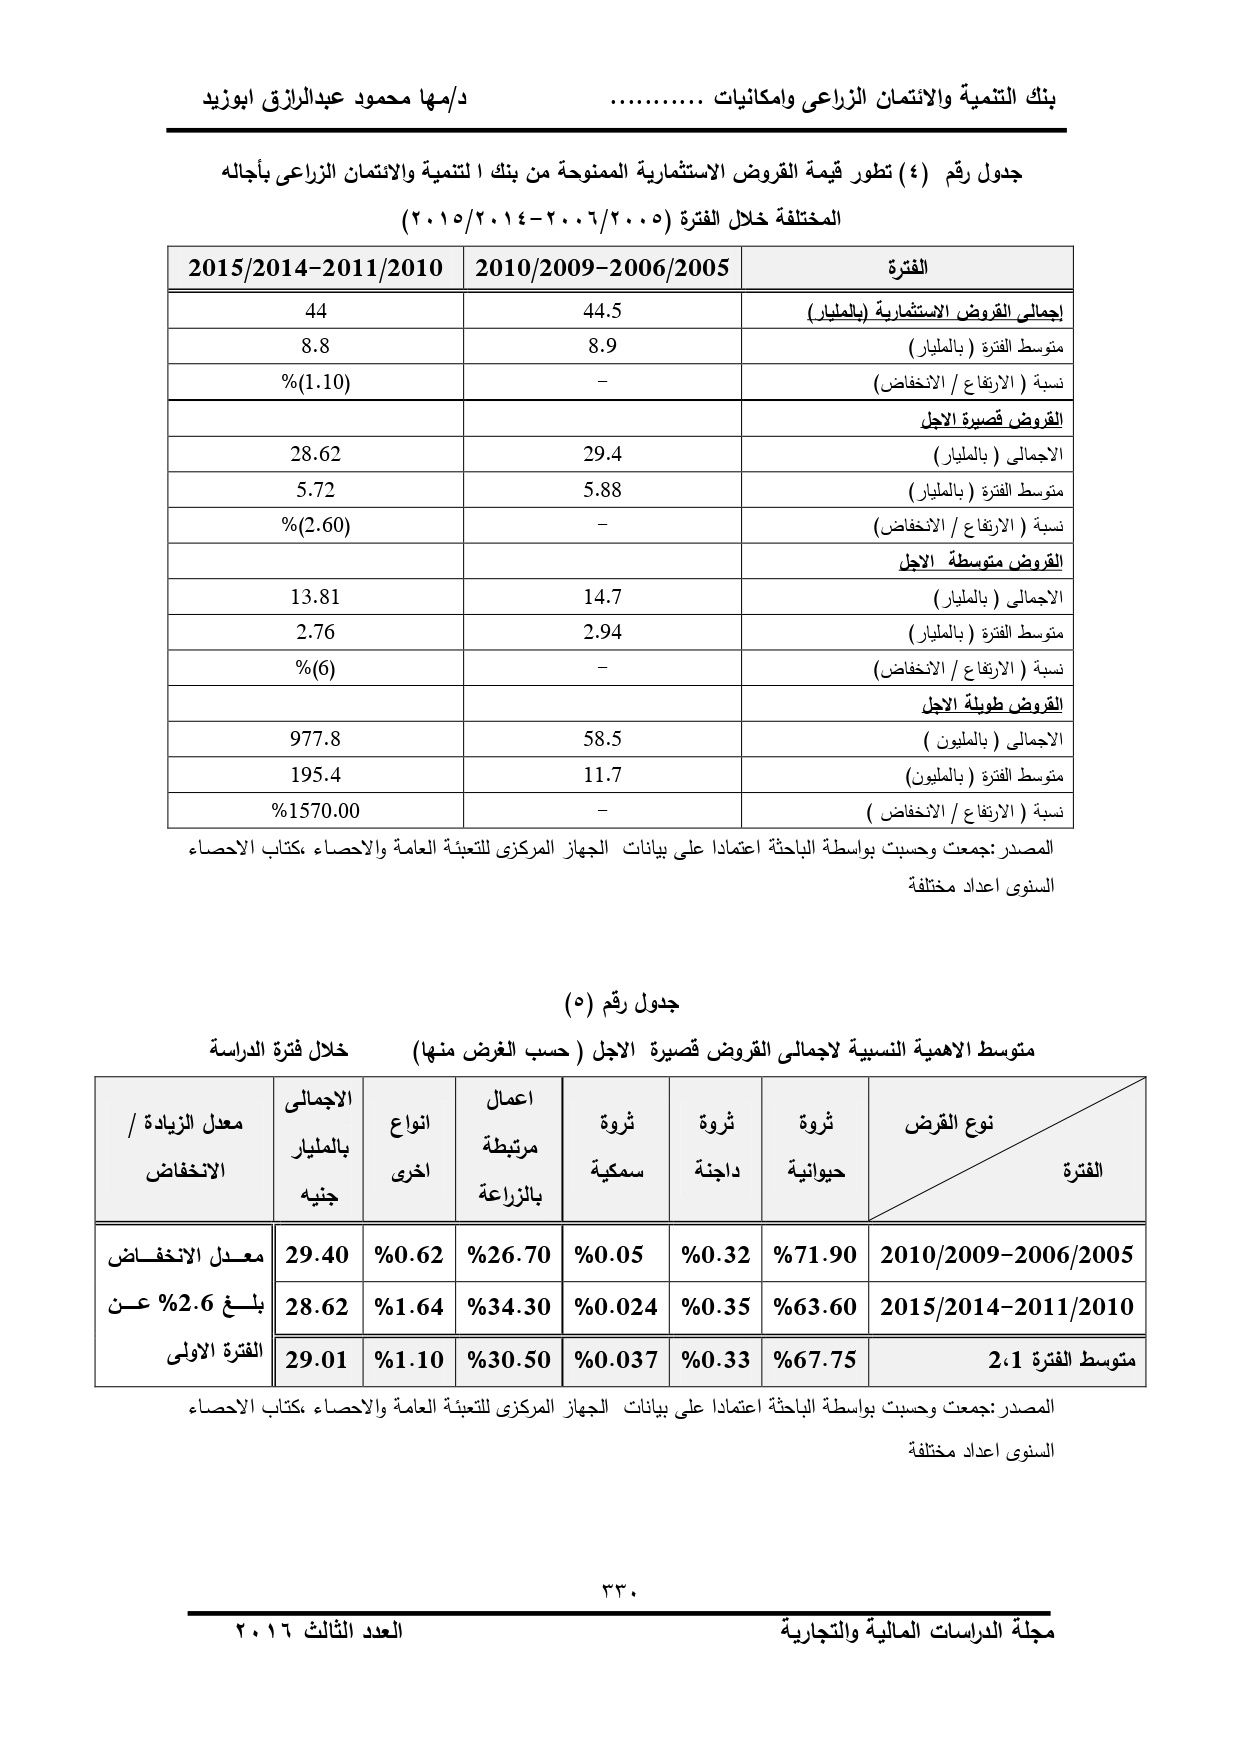 بنك التنمية والائتمان الزراعى وامكانيات ........... د/مها محمود عبدالرازق ابوزيد
جدول رقم (٤) تطور قيمة القروض الاستثمارية الممنوحة من بنك ا لتنمية والائتمان الزراعى بأجاله
المختلفة خلال الفترة (٢٠٠٦/٢٠٠٥-٢٠١٥/٢٠١٤)
الفترة 2010/2009-2006/2005 2015/2014-2011/2010
إجمالى القروض الاستثمارية (بالمليار) 44.5 44
متوسط الفترة ( بالمليار) 8.9 8.8
نسبة ( الارتفاع / الانخفاض) - %(1.10)
القروض قصيرة الاجل
الاجمالى ( بالمليار) 29.4 28.62
متوسط الفترة ( بالمليار) 5.88 5.72
نسبة ( الارتفاع / الانخفاض) - %(2.60)
القروض متوسطة الاجل
الاجمالى ( بالمليار) 14.7 13.81
متوسط الفترة ( بالمليار) 2.94 2.76
نسبة ( الارتفاع / الانخفاض) - %(6)
القروض طويلة الاجل
الاجمالى ( بالمليون ) 58.5 977.8
متوسط الفترة ( بالمليون) 11.7 195.4
نسبة ( الارتفاع / الانخفاض ) - %1570.00
المصدر :جمعت وحسبت بواسطة الباحثة اعتمادا على بيانات الجهاز المركزى للتعبئة العامة والاحصاء ،كتاب الاحصاء
السنوى اعداد مختلفة
جدول رقم (٥)
متوسط الاهمية النسبية لاجمالى القروض قصيرة الاجل ( حسب الغرض منها) خلال فترة الدراسة
نوع القرض
الفترة
ثروة
حيوانية
ثروة
داجنة
ثروة
سمكية
اعمال
مرتبطة
بالزراعة
انواع
اخرى
الاجمالى
بالمليار
جنيه
معدل الزيادة /
الانخفاض
2010/2009-2006/2005 %71.90 %0.32 %0.05 %26.70 %0.62 29.40 معدل الانخفاض
2015/2014-2011/2010 %63.60 %0.35 %0.024 %34.30 %1.64 28.62 بلغ 2.6% عن
متوسط الفترة 1،2 %67.75 %0.33 %0.037 %30.50 %1.10 29.01 الفترة الاولى
المصدر :جمعت وحسبت بواسطة الباحثة اعتمادا على بيانات الجهاز المركزى للتعبئة العامة والاحصاء ،كتاب الاحصاء
السنوى اعداد مختلفة
٣٣٠
مجلة الدراسات المالية والتجارية العدد الثالث ٢٠١٦